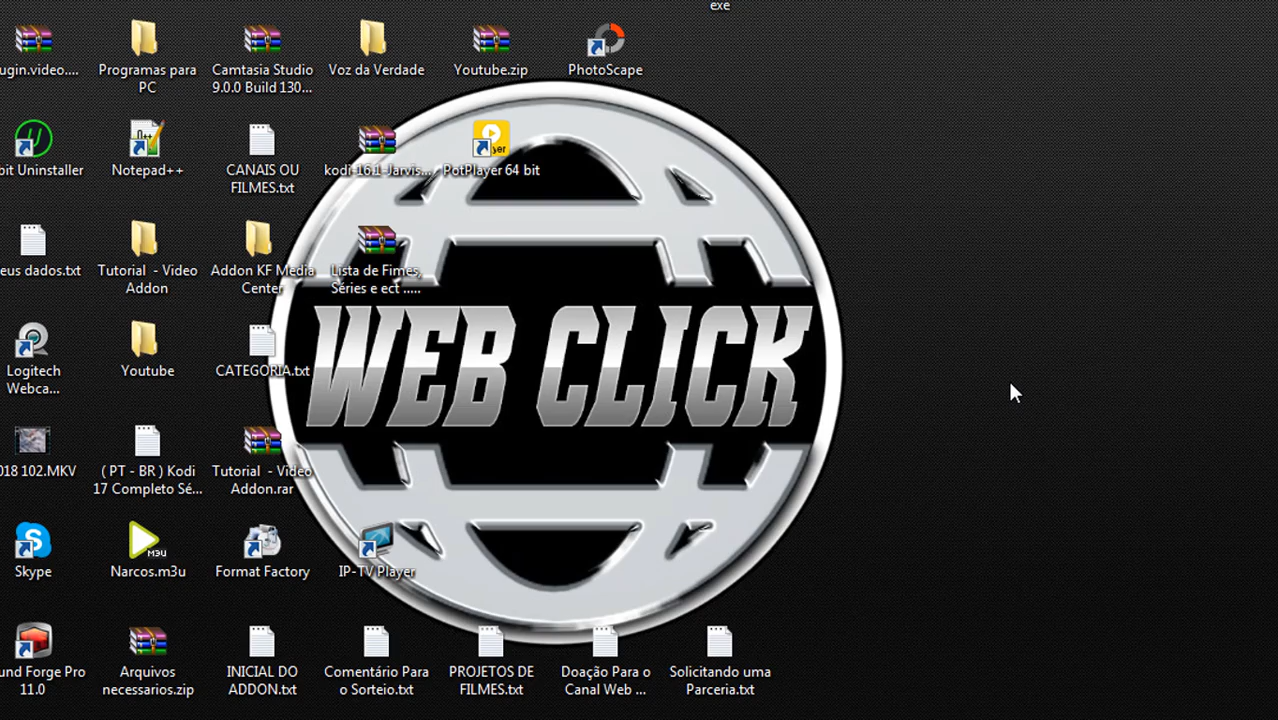 exe
ugin.video....
Programas para
PC
Camtasia Studio
9.0.0 Build 130...
Voz da Verdade
Youtube.zip
PhotoScape
bit Uninstaller
Notepad++
CANAIS OU
FILMES.txt
kodi-16.1-Jarvis...
PotPlayer 64 bit
eus dados.txt
Tutorial - Video
Addon
Addon KF Media
Center
Lista de Fimes,
Séries e ect .....
WEB CLICK
Logitech
Webca...
Youtube
CATEGORIA.txt
018 102.MKV
( PT - BR ) Kodi
17 Completo Sé...
Tutorial - Video
Addon.rar
Skype
M3U
Narcos.m3u
Format Factory
IP-TV Player
und Forge Pro
11.0
Arquivos
necessarios.zip
INICIAL DO
ADDON.txt
Comentário Para
o Sorteio.txt
PROJETOS DE
FILMES.txt
Doação Para o
Canal Web ...
Solicitando uma
Parceria.txt